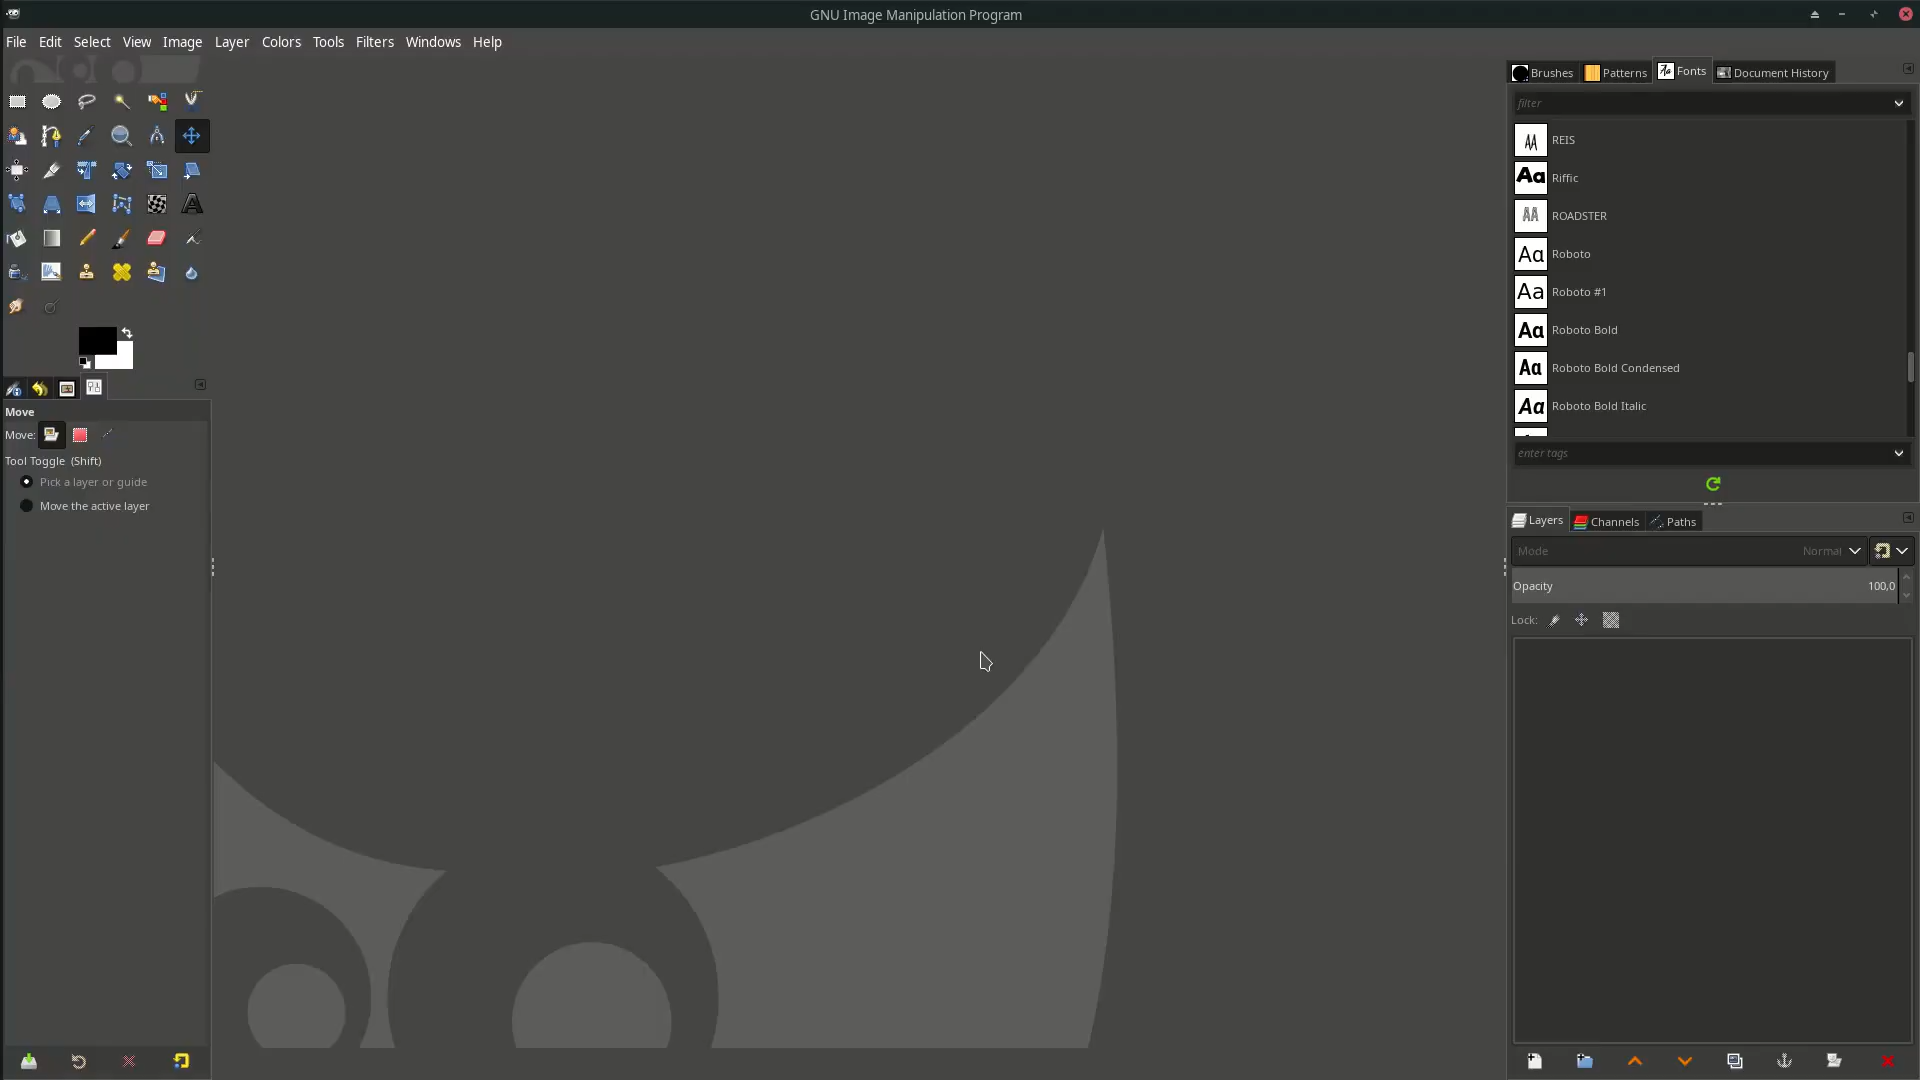 GNU Image Manipulation Program
File Edit Select View Image Layer Colors Tools Filters Windows Help
Brushes Patterns Fonts Document History
filter
REIS
Riffic
ROADSTER
Roboto
Roboto #1
Roboto Bold
Roboto Bold Condensed
Roboto Bold Italic
enter tags
Move
Move:
Tool Toggle (Shift)
Pick a layer or guide
Move the active layer
Layers Channels Paths
Mode Normal
Opacity 100,0
Lock: